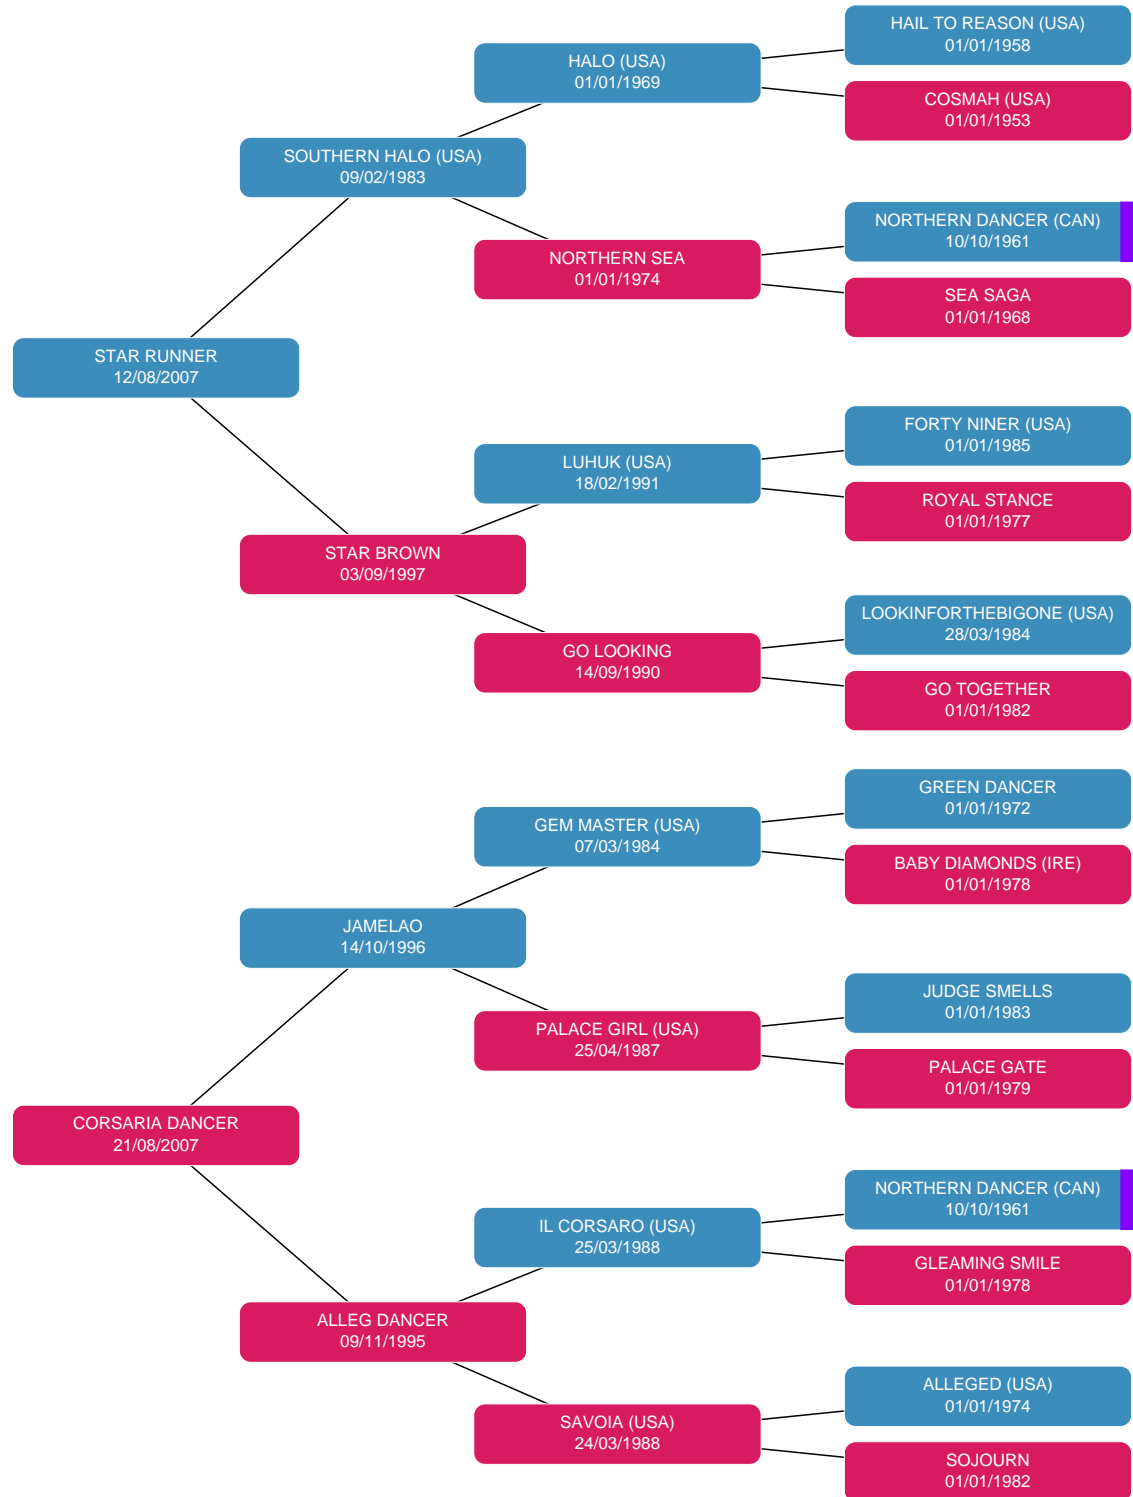 HAIL TO REASON (USA)
01/01/1958
HALO (USA)
01/01/1969
COSMAH (USA)
01/01/1953
SOUTHERN HALO (USA)
09/02/1983
NORTHERN DANCER (CAN)
10/10/1961
NORTHERN SEA
01/01/1974
SEA SAGA
01/01/1968
STAR RUNNER
12/08/2007
FORTY NINER (USA)
01/01/1985
LUHUK (USA)
18/02/1991
ROYAL STANCE
01/01/1977
STAR BROWN
03/09/1997
LOOKINFORTHEBIGONE (USA)
28/03/1984
GO LOOKING
14/09/1990
GO TOGETHER
01/01/1982
GREEN DANCER
01/01/1972
GEM MASTER (USA)
07/03/1984
BABY DIAMONDS (IRE)
01/01/1978
JAMELAO
14/10/1996
JUDGE SMELLS
01/01/1983
PALACE GIRL (USA)
25/04/1987
PALACE GATE
01/01/1979
CORSARIA DANCER
21/08/2007
NORTHERN DANCER (CAN)
10/10/1961
IL CORSARO (USA)
25/03/1988
GLEAMING SMILE
01/01/1978
ALLEG DANCER
09/11/1995
ALLEGED (USA)
01/01/1974
SAVOIA (USA)
24/03/1988
SOJOURN
01/01/1982